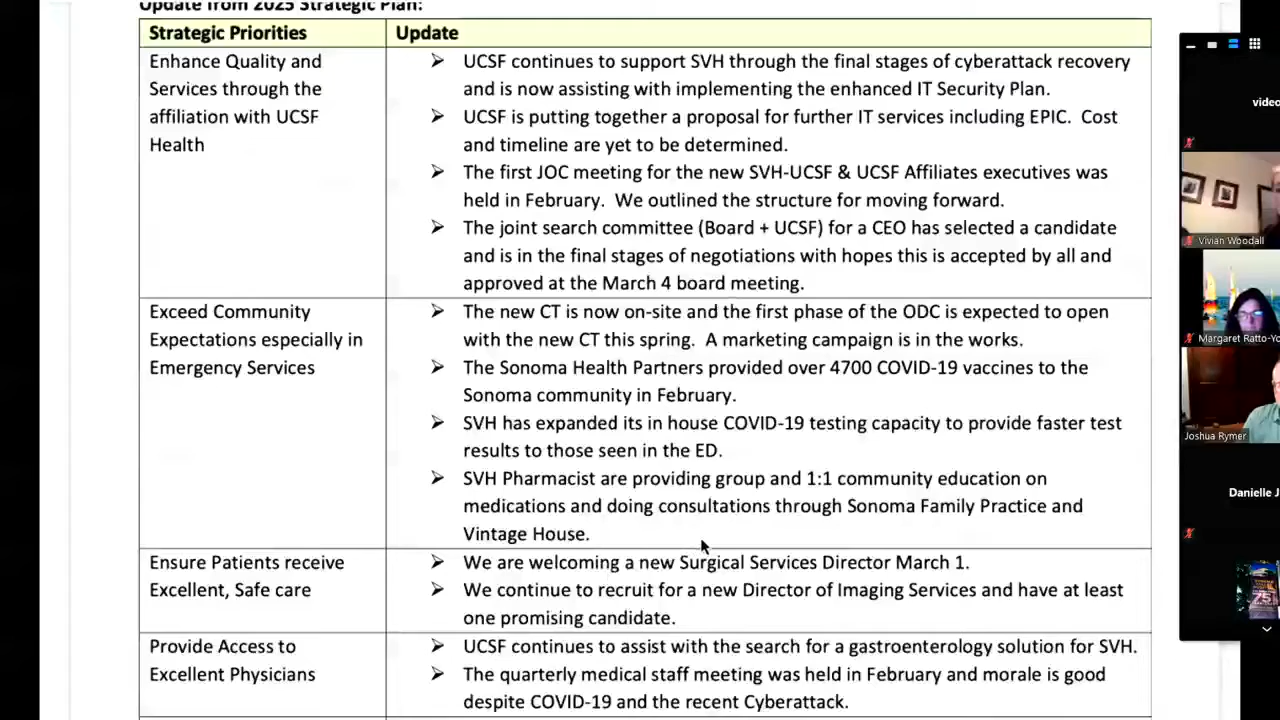 Update from 2025 Strategic Plan:
Strategic Priorities
Update
Enhance Quality and
Services through the
affiliation with UCSF
Health
➢ UCSF continues to support SVH through the final stages of cyberattack recovery
and is now assisting with implementing the enhanced IT Security Plan.
➢ UCSF is putting together a proposal for further IT services including EPIC. Cost
and timeline are yet to be determined.
➢ The first JOC meeting for the new SVH-UCSF & UCSF Affiliates executives was
held in February. We outlined the structure for moving forward.
➢ The joint search committee (Board + UCSF) for a CEO has selected a candidate
and is in the final stages of negotiations with hopes this is accepted by all and
approved at the March 4 board meeting.
Exceed Community
Expectations especially in
Emergency Services
➢ The new CT is now on-site and the first phase of the ODC is expected to open
with the new CT this spring. A marketing campaign is in the works.
➢ The Sonoma Health Partners provided over 4700 COVID-19 vaccines to the
Sonoma community in February.
➢ SVH has expanded its in house COVID-19 testing capacity to provide faster test
results to those seen in the ED.
➢ SVH Pharmacist are providing group and 1:1 community education on
medications and doing consultations through Sonoma Family Practice and
Vintage House.
Ensure Patients receive
Excellent, Safe care
➢ We are welcoming a new Surgical Services Director March 1.
➢ We continue to recruit for a new Director of Imaging Services and have at least
one promising candidate.
Provide Access to
Excellent Physicians
➢ UCSF continues to assist with the search for a gastroenterology solution for SVH.
➢ The quarterly medical staff meeting was held in February and morale is good
despite COVID-19 and the recent Cyberattack.
video
Vivian Woodall
Margaret Ratto-Yo
Joshua Rymer
Danielle J
75